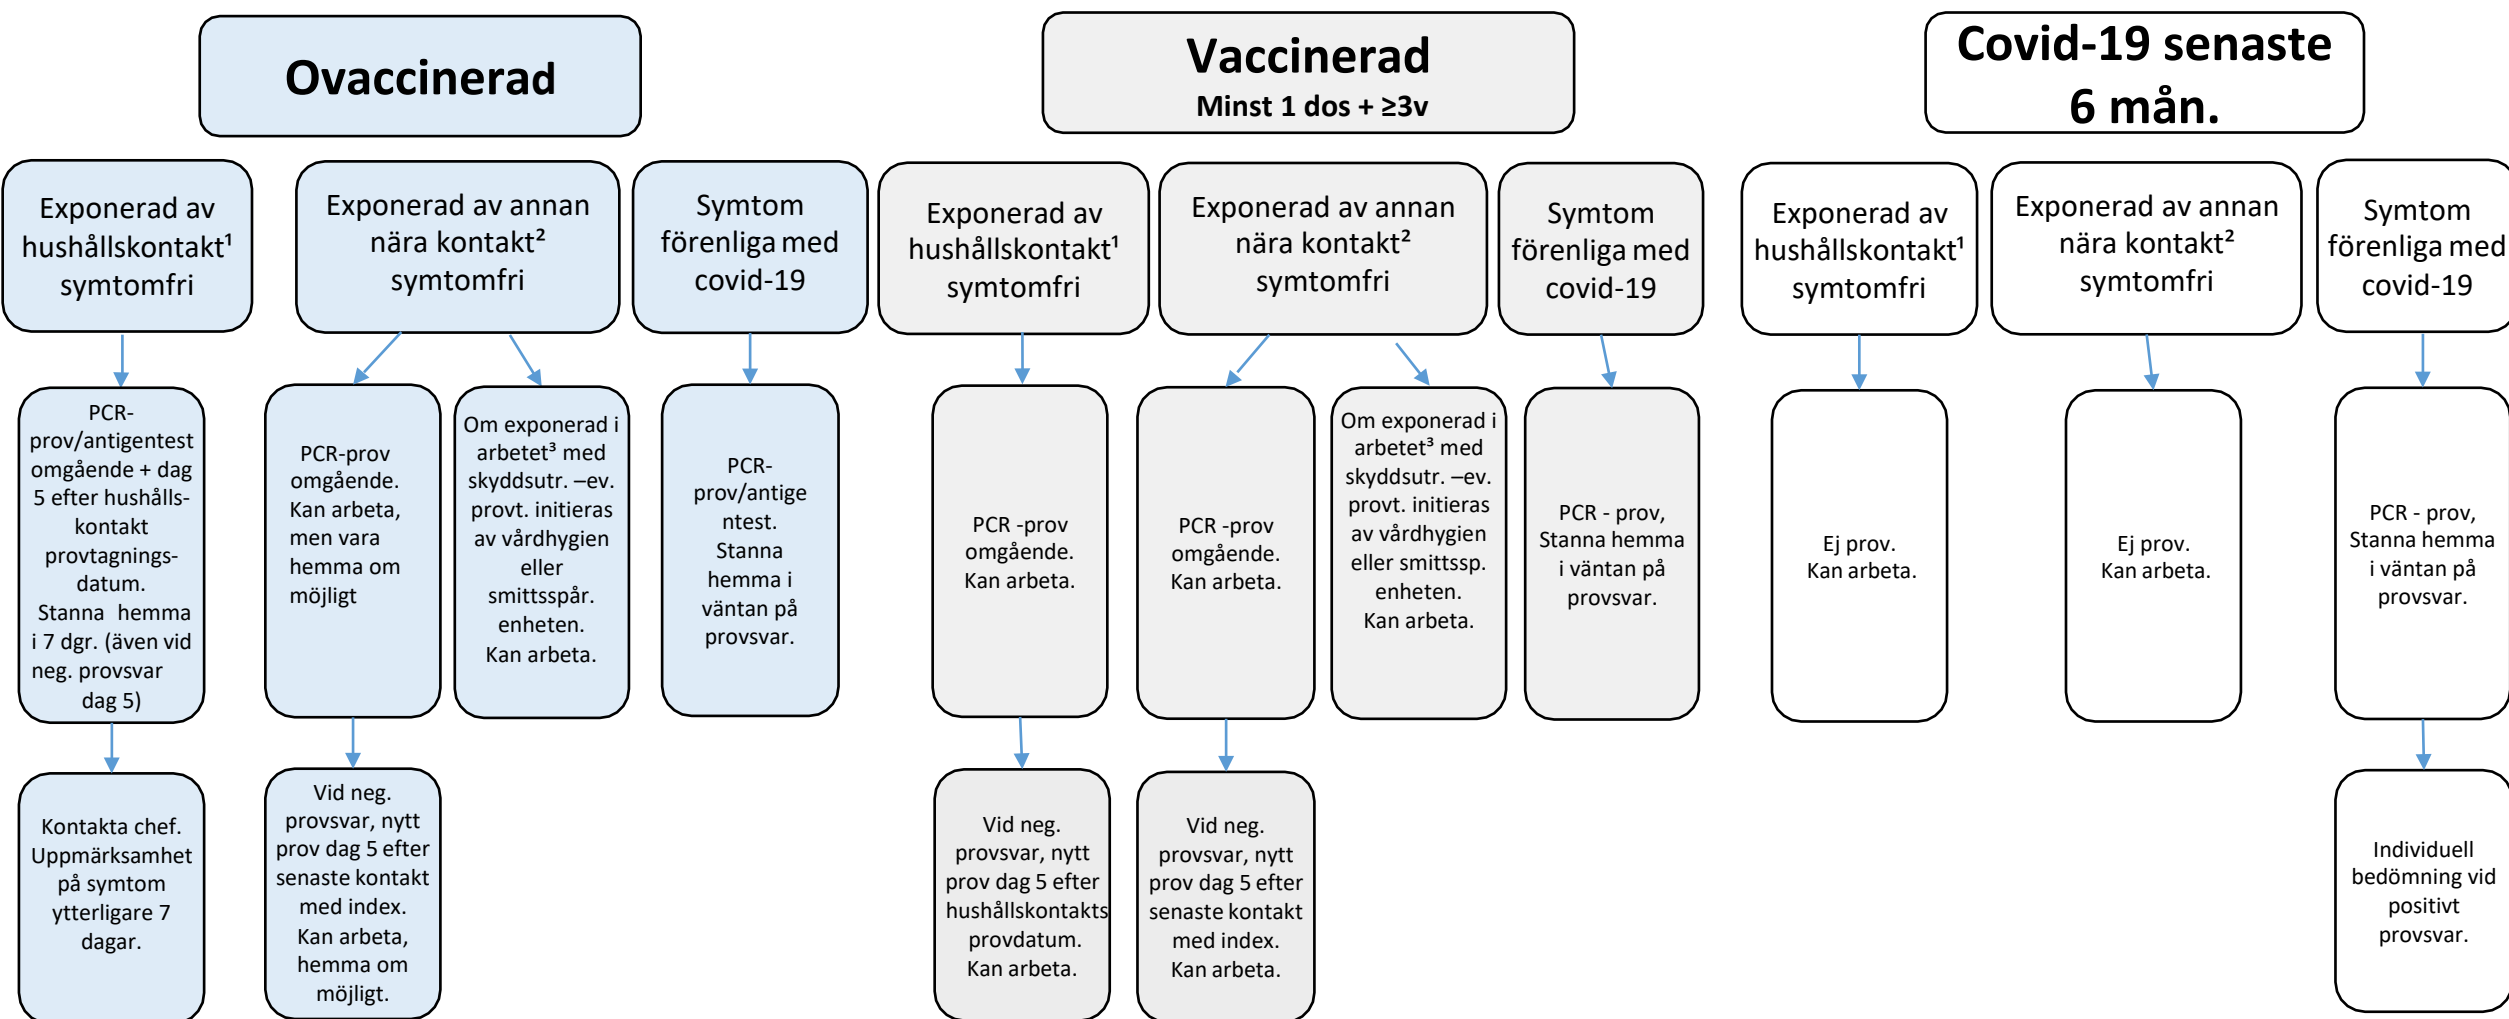 Ovaccinerad
Vaccinerad
Minst 1 dos + ≥3v
Covid-19 senaste
6 mån.
Exponerad av
hushållskontakt¹
symtomfri
Exponerad av annan
nära kontakt²
symtomfri
Symtom
förenliga med
covid-19
Exponerad av
hushållskontakt¹
symtomfri
Exponerad av annan
nära kontakt²
symtomfri
Symtom
förenliga med
covid-19
Exponerad av
hushållskontakt¹
symtomfri
Exponerad av annan
nära kontakt²
symtomfri
Symtom
förenliga med
covid-19
PCR-
prov/antigentest
omgående + dag
5 efter hushålls-
kontakt
provtagnings-
datum.
Stanna hemma
i 7 dgr. (även vid
neg. provsvar
dag 5)
PCR-prov
omgående.
Kan arbeta,
men vara
hemma om
möjligt
Om exponerad i
arbetet³ med
skyddsutr. –ev.
provt. initieras
av vårdhygien
eller
smittsspår.
enheten.
Kan arbeta.
PCR-
prov/antige
ntest.
Stanna
hemma i
väntan på
provsvar.
PCR -prov
omgående.
Kan arbeta.
PCR -prov
omgående.
Kan arbeta.
Om exponerad i
arbetet³ med
skyddsutr. –ev.
provt. initieras
av vårdhygien
eller smittssp.
enheten.
Kan arbeta.
PCR - prov,
Stanna hemma
i väntan på
provsvar.
Ej prov.
Kan arbeta.
Ej prov.
Kan arbeta.
PCR - prov,
Stanna hemma
i väntan på
provsvar.
Kontakta chef.
Uppmärksamhet
på symtom
ytterligare 7
dagar.
Vid neg.
provsvar, nytt
prov dag 5 efter
senaste kontakt
med index.
Kan arbeta,
hemma om
möjligt.
Vid neg.
provsvar, nytt
prov dag 5 efter
hushållskontakts
provdatum.
Kan arbeta.
Vid neg.
provsvar, nytt
prov dag 5 efter
senaste kontakt
med index.
Kan arbeta.
Individuell
bedömning vid
positivt
provsvar.